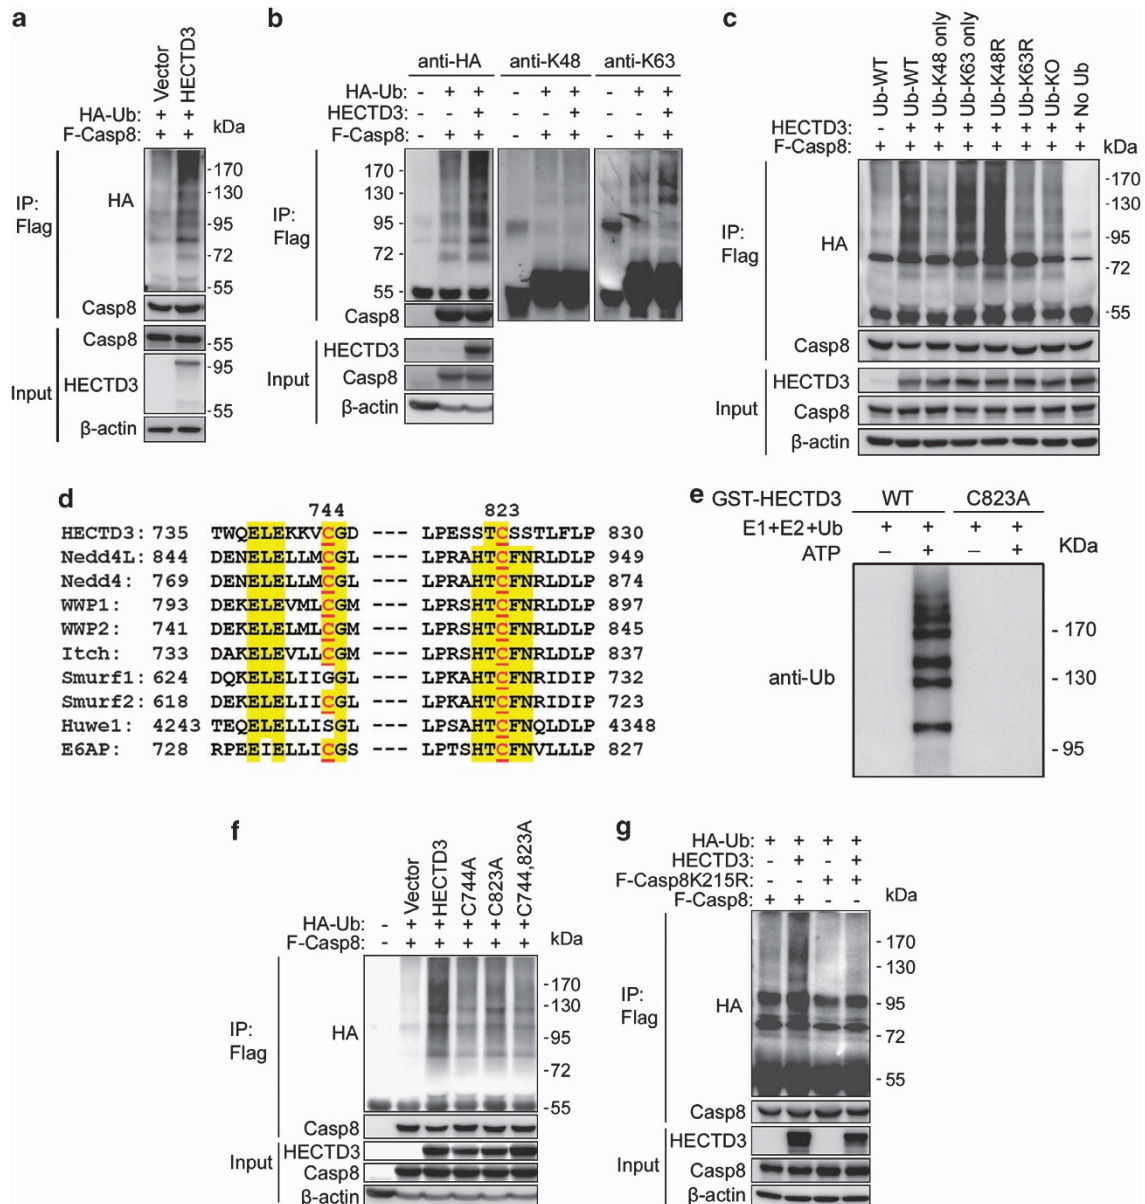 a
Vector
HECTD3
HA-Ub: + +
F-Casp8: + +
kDa
IP: Flag
HA
-170
-130
-95
-72
-55
Casp8
Input
Casp8
-55
HECTD3
-95
-55
β-actin
b
anti-HA anti-K48 anti-K63
HA-Ub: - + + - + + - + +
HECTD3: - - + - - + - - +
F-Casp8: - + + - + + - + +
IP: Flag
170 -
130 -
95 -
72 -
55 -
Casp8
Input
HECTD3
Casp8
β-actin
c
Ub-WT
Ub-WT
Ub-K48 only
Ub-K63 only
Ub-K48R
Ub-K63R
Ub-KO
No Ub
HECTD3: - + + + + + + +
F-Casp8: + + + + + + + +
kDa
IP: Flag
HA
-170
-130
-95
-72
-55
Casp8
Input
HECTD3
Casp8
β-actin
d
744 823
HECTD3: 735 TWQELEKKVCGD --- LPESSTCSSTLFLP 830
Nedd4L: 844 DENELELLMCGL --- LPRAHTCFNRLDLP 949
Nedd4: 769 DENELELLMCGL --- LPRAHTCFNRLDLP 874
WWP1: 793 DEKELEVMLCGM --- LPRSHTCFNRLDLP 897
WWP2: 741 DEKELELMLCGM --- LPRSHTCFNRLDLP 845
Itch: 733 DAKELEVLLCGM --- LPRSHTCFNRLDLP 837
Smurf1: 624 DQKELELIIGGL --- LPKAHTCFNRIDIP 732
Smurf2: 618 DEKELELIICGL --- LPKAHTCFNRIDIP 723
Huwe1: 4243 TEQELELLISGL --- LPSAHTCFNQLDLP 4348
E6AP: 728 RPEEIELLICGS --- LPTSHTCFNVLLLP 827
e
GST-HECTD3 WT C823A
E1+E2+Ub + + + +
ATP – + – +
KDa
anti-Ub
- 170
- 130
- 95
f
Vector
HECTD3
C744A
C823A
C744,823A
HA-Ub: - + + + + +
F-Casp8: - + + + + +
kDa
IP: Flag
HA
-170
-130
-95
-72
-55
Casp8
Input
HECTD3
Casp8
β-actin
g
HA-Ub: + + + +
HECTD3: - + - +
F-Casp8K215R: - - + +
F-Casp8: + + - -
kDa
IP: Flag
HA
-170
-130
-95
-72
-55
Casp8
Input
HECTD3
Casp8
β-actin